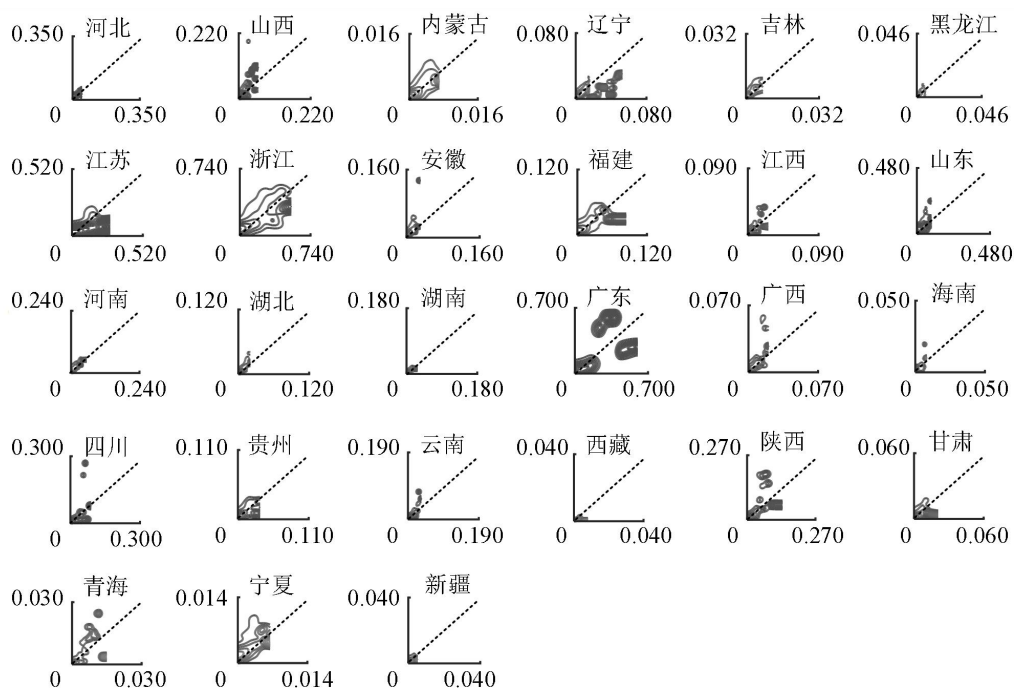 0.350 河北 0.220 山西 0.016 内蒙古 0.080 辽宁 0.032 吉林 0.046 黑龙江
0 0.350 0 0.220 0 0.016 0 0.080 0 0.032 0 0.046
0.520 江苏 0.740 浙江 0.160 安徽 0.120 福建 0.090 江西 0.480 山东
0 0.520 0 0.740 0 0.160 0 0.120 0 0.090 0 0.480
0.240 河南 0.120 湖北 0.180 湖南 0.700 广东 0.070 广西 0.050 海南
0 0.240 0 0.120 0 0.180 0 0.700 0 0.070 0 0.050
0.300 四川 0.110 贵州 0.190 云南 0.040 西藏 0.270 陕西 0.060 甘肃
0 0.300 0 0.110 0 0.190 0 0.040 0 0.270 0 0.060
0.030 青海 0.014 宁夏 0.040 新疆
0 0.030 0 0.014 0 0.040